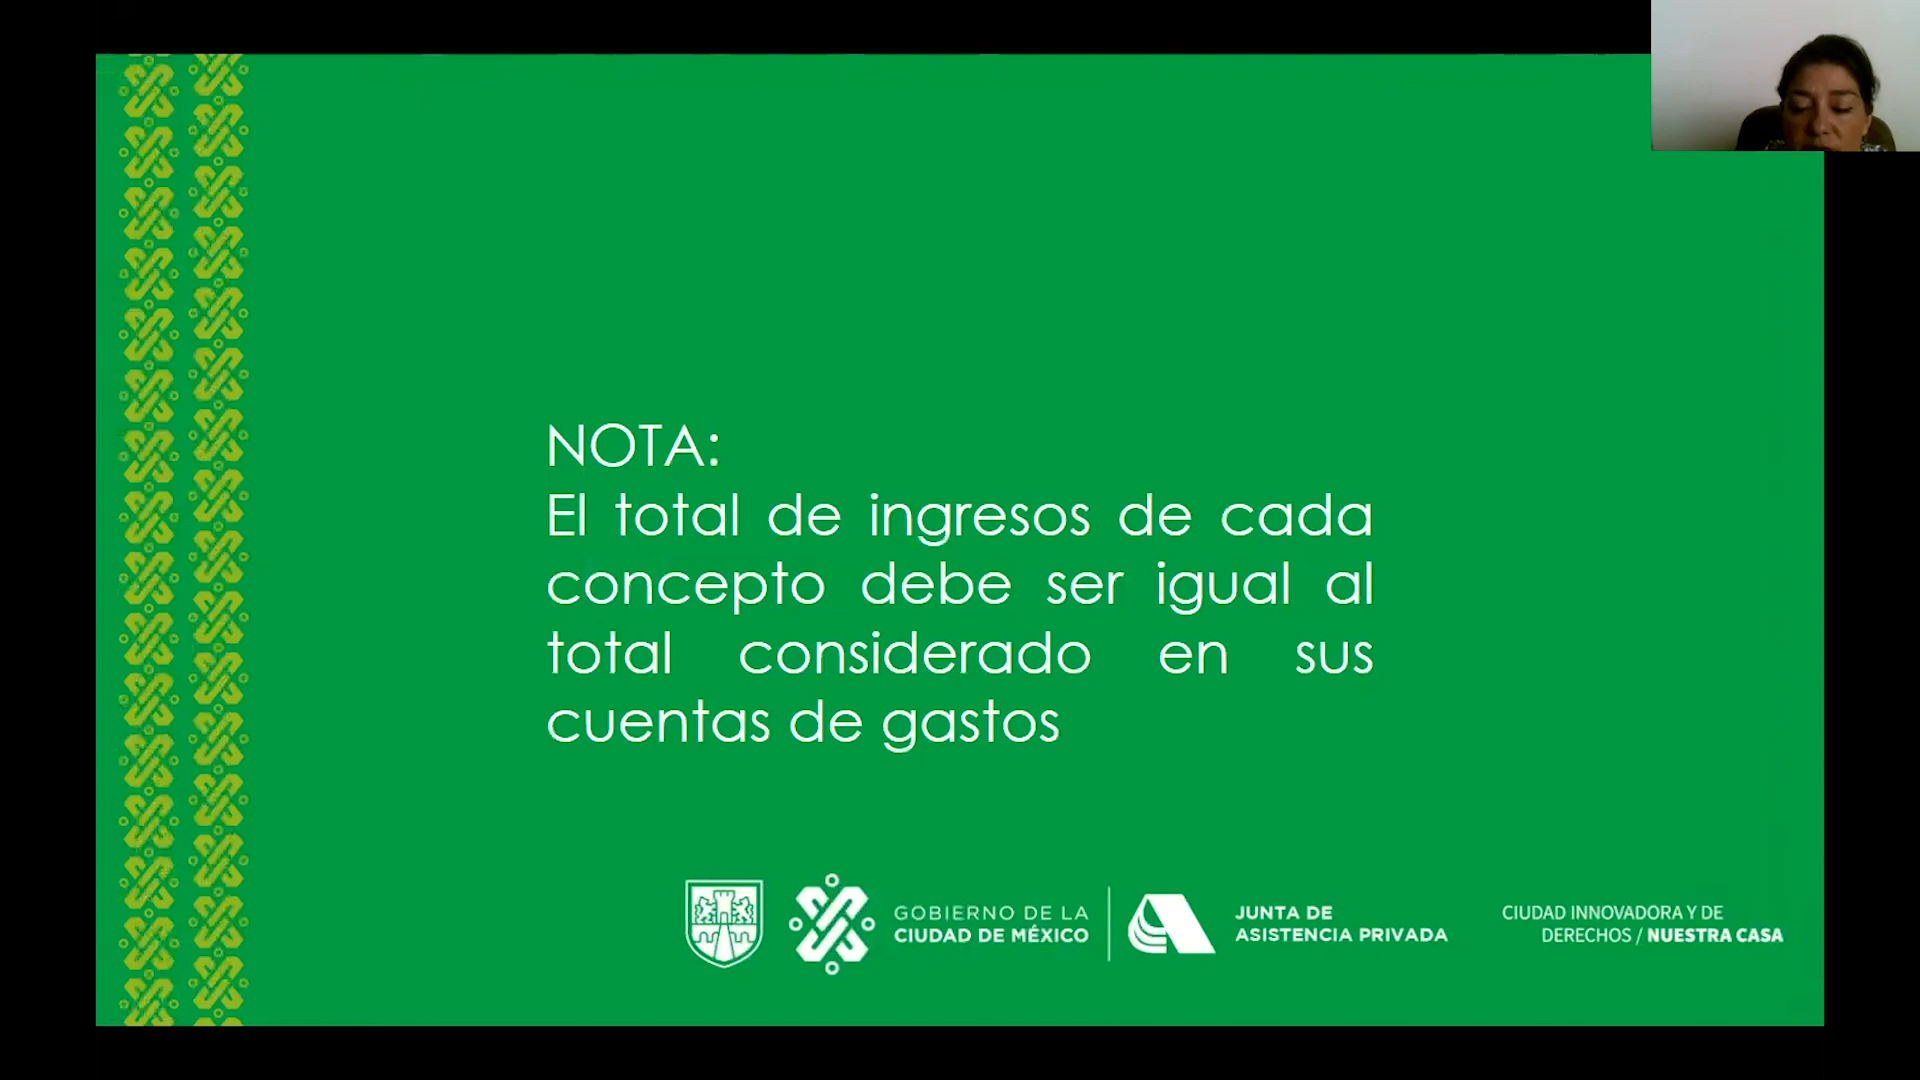 NOTA:
El total de ingresos de cada
concepto debe ser igual al
total considerado en sus
cuentas de gastos
GOBIERNO DE LA
CIUDAD DE MÉXICO
JUNTA DE
ASISTENCIA PRIVADA
CIUDAD INNOVADORA Y DE
DERECHOS / NUESTRA CASA